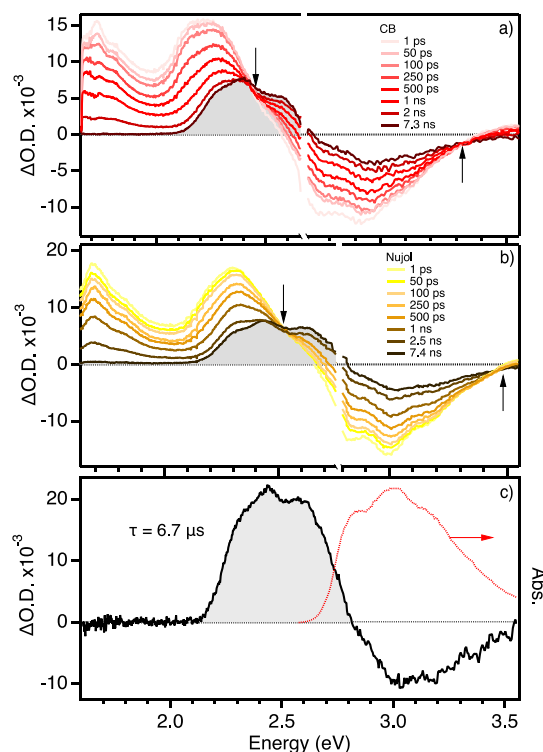 15
10
5
0
-5
-10
ΔO.D. x10⁻³
a)
CB
1 ps
50 ps
100 ps
250 ps
500 ps
1 ns
2 ns
7.3 ns
20
10
0
-10
ΔO.D. x10⁻³
b)
Nujol
1 ps
50 ps
100 ps
250 ps
500 ps
1 ns
2.5 ns
7.4 ns
20
10
0
-10
ΔO.D. x10⁻³
c)
τ = 6.7 μs
Abs.
2.0
2.5
3.0
3.5
Energy (eV)